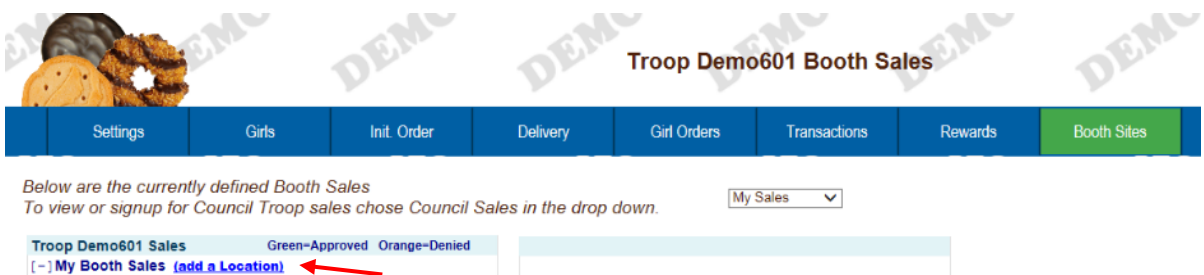 DEMO DEMO DEMO DEMO DEMO DEMO
Troop Demo601 Booth Sales
Settings Girls Init. Order Delivery Girl Orders Transactions Rewards Booth Sites
Below are the currently defined Booth Sales
To view or signup for Council Troop sales chose Council Sales in the drop down.
My Sales
Troop Demo601 Sales Green=Approved Orange=Denied
[-] My Booth Sales (add a Location)